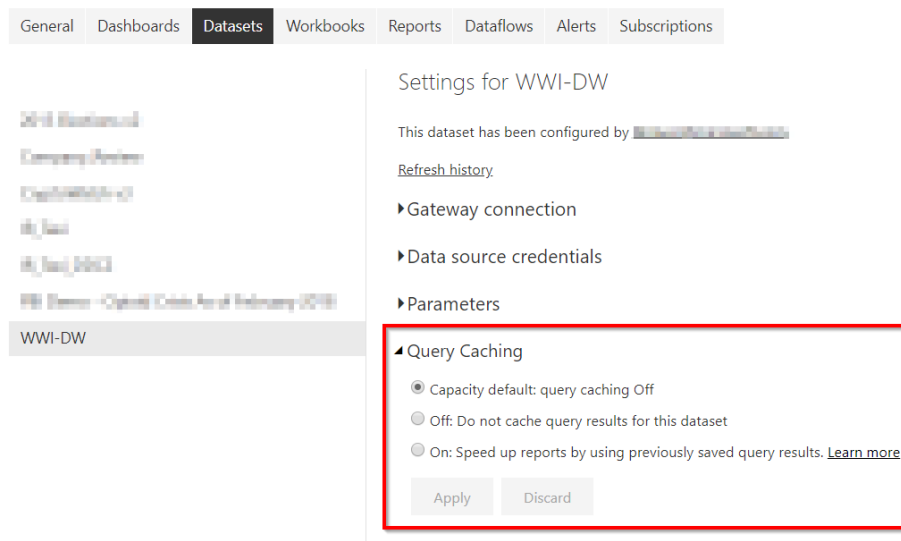 General Dashboards Datasets Workbooks Reports Dataflows Alerts Subscriptions
Settings for WWI-DW
This dataset has been configured by
Refresh history
Gateway connection
Data source credentials
Parameters
WWI-DW
Query Caching
Capacity default: query caching Off
Off: Do not cache query results for this dataset
On: Speed up reports by using previously saved query results. Learn more
Apply Discard